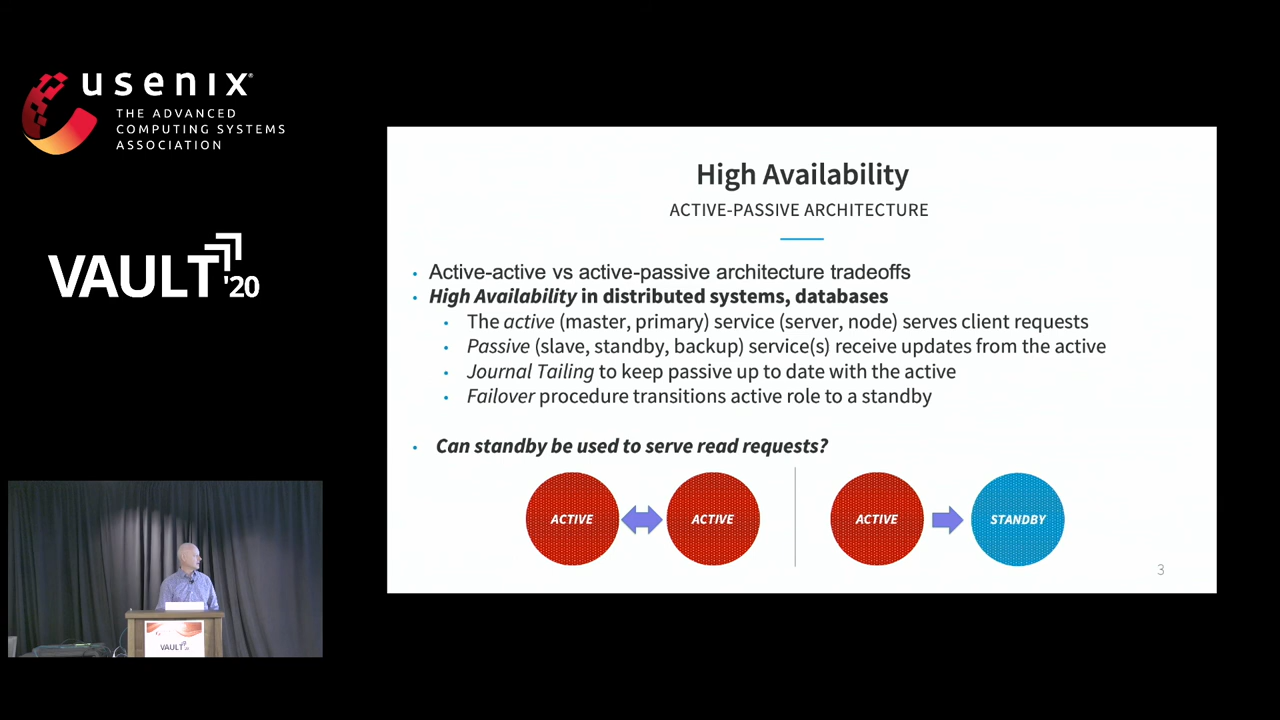 usenix®
THE ADVANCED
COMPUTING SYSTEMS
ASSOCIATION
VAULT '20
High Availability
ACTIVE-PASSIVE ARCHITECTURE
• Active-active vs active-passive architecture tradeoffs
• High Availability in distributed systems, databases
• The active (master, primary) service (server, node) serves client requests
• Passive (slave, standby, backup) service(s) receive updates from the active
• Journal Tailing to keep passive up to date with the active
• Failover procedure transitions active role to a standby
• Can standby be used to serve read requests?
ACTIVE ACTIVE ACTIVE STANDBY
3
VAULT '20